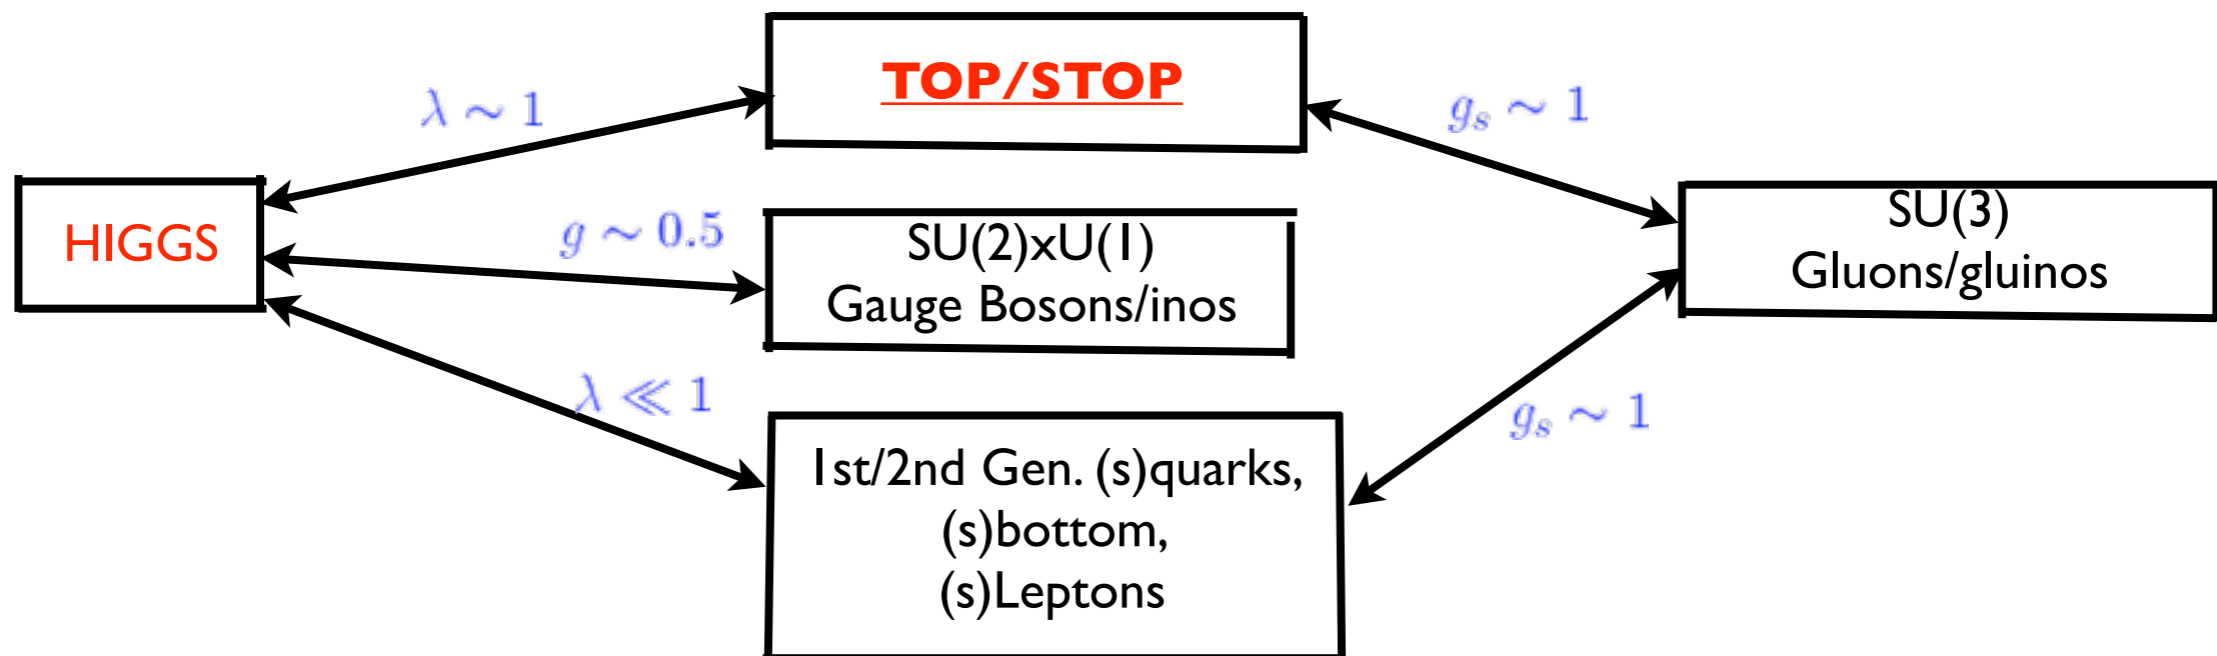 TOP/STOP
λ ∼ 1
g_s ∼ 1
HIGGS
g ∼ 0.5
SU(2)xU(1)
Gauge Bosons/inos
SU(3)
Gluons/gluinos
λ ≪ 1
g_s ∼ 1
1st/2nd Gen. (s)quarks,
(s)bottom,
(s)Leptons